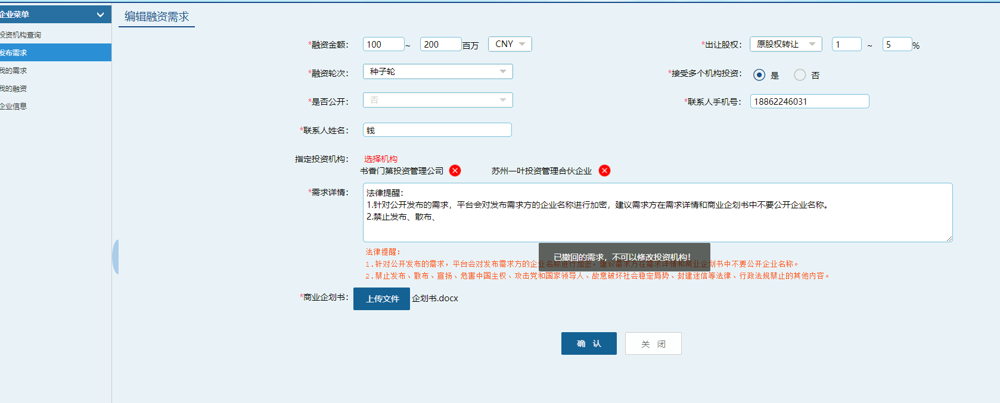 企业菜单
投资机构查询
发布需求
我的需求
我的融资
企业信息
编辑融资需求
*融资金额： 100 ~ 200 百万 CNY
*出让股权： 原股权转让 1 ~ 5 %
*融资轮次： 种子轮
*接受多个机构投资： 是 否
*是否公开： 否
*联系人手机号： 18862246031
*联系人姓名： 钱
指定投资机构： 选择机构
书香门第投资管理公司 苏州一叶投资管理合伙企业
*需求详情： 法律提醒：
1.针对公开发布的需求，平台会对发布需求方的企业名称进行加密，建议需求方在需求详情和商业企划书中不要公开企业名称。
2.禁止发布、散布、
法律提醒：
已撤回的需求，不可以修改投资机构！
1.针对公开发布的需求，平台会对发布需求方的企业名称进行加密，建议需求方在需求详情和商业企划书中不要公开企业名称。
2.禁止发布、散布、宣扬、危害中国主权、攻击党和国家领导人、故意破坏社会稳定局势、封建迷信等法律、行政法规禁止的其他内容。
*商业企划书： 上传文件 企划书.docx
确 认 关 闭